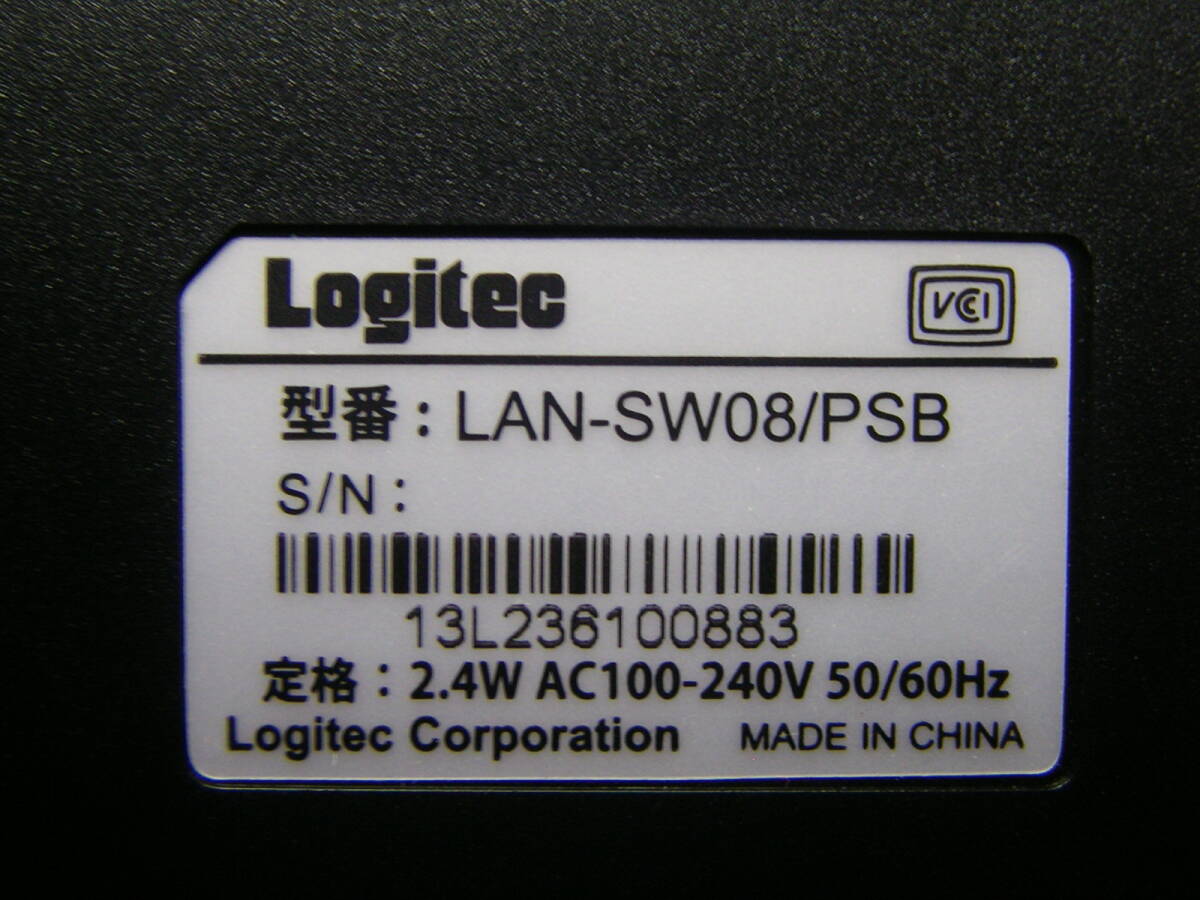 Logitec
VCCI
型番：LAN-SW08/PSB
S/N：
13L236100883
定格：2.4W AC100-240V 50/60Hz
Logitec Corporation MADE IN CHINA